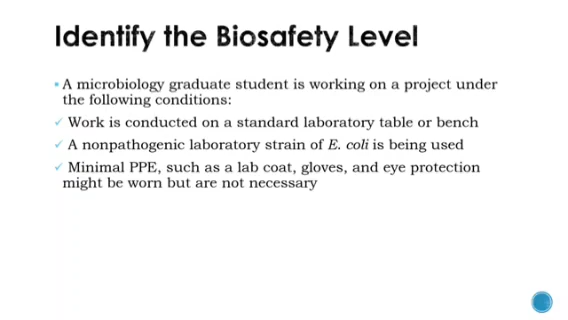 Identify the Biosafety Level
A microbiology graduate student is working on a project under
the following conditions:
Work is conducted on a standard laboratory table or bench
A nonpathogenic laboratory strain of E. coli is being used
Minimal PPE, such as a lab coat, gloves, and eye protection
might be worn but are not necessary